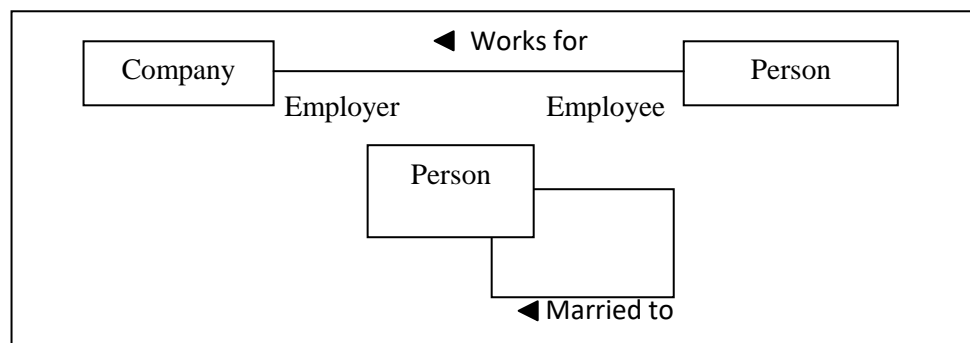 ◄ Works for
Company
Person
Employer
Employee
Person
◄ Married to